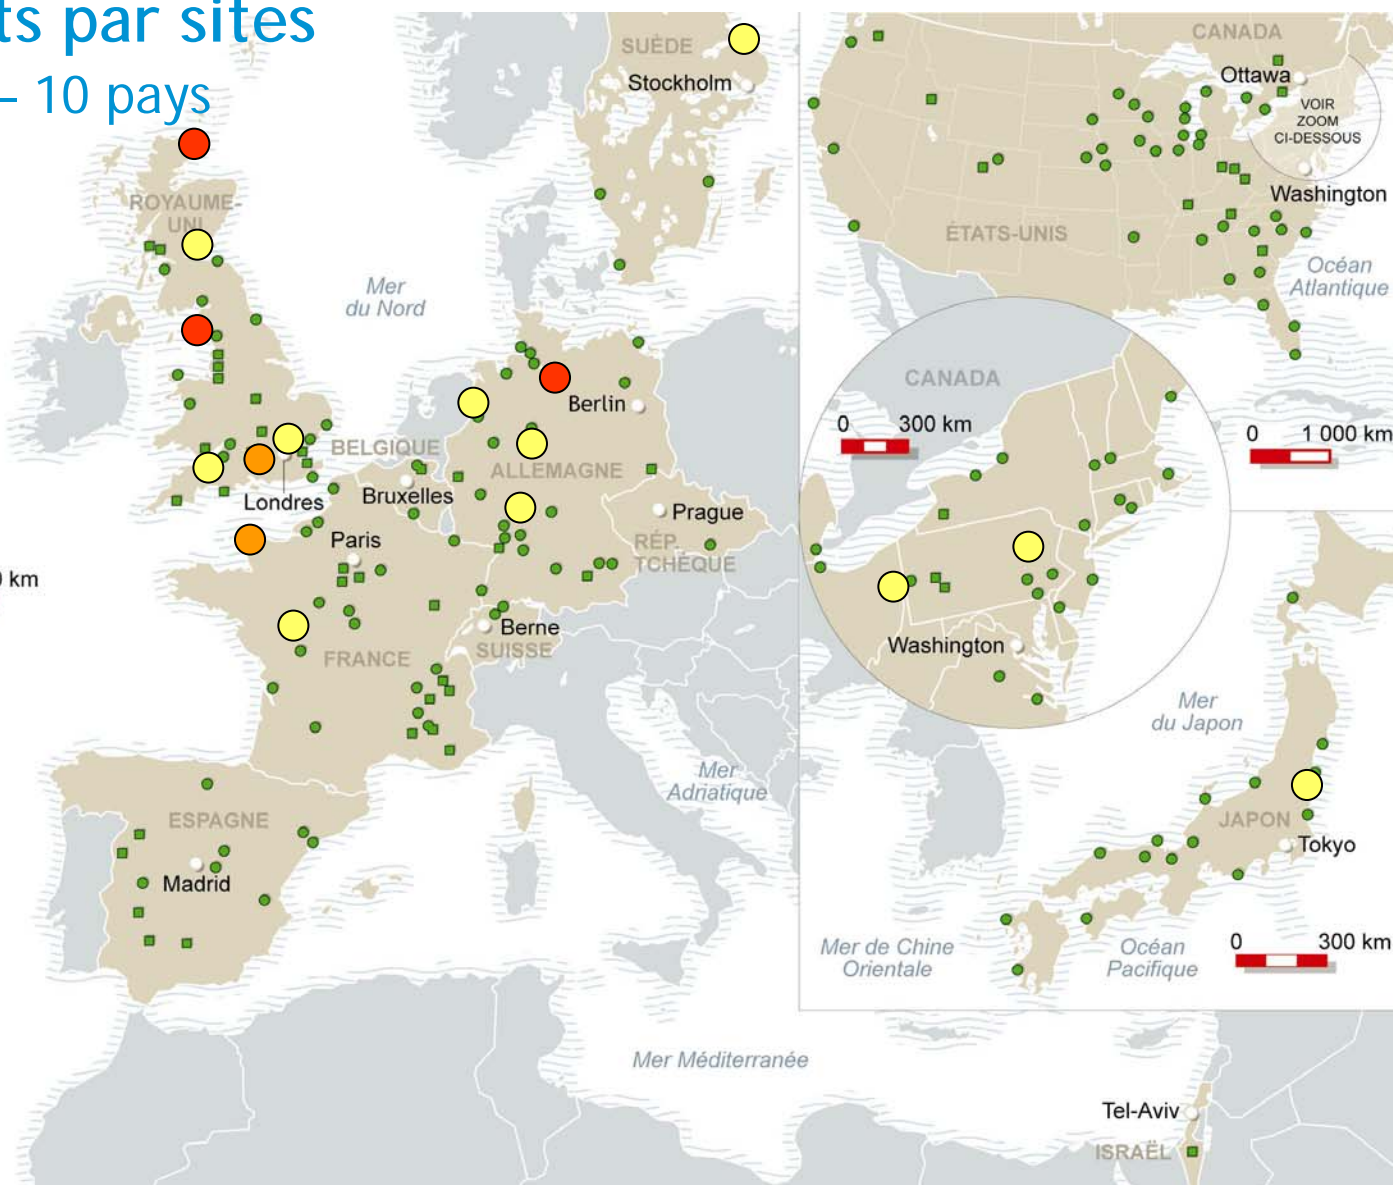 ts par sites
– 10 pays
SUÈDE
Stockholm
ROYAUME-
UNI
Mer
du Nord
Berlin
BELGIQUE
ALLEMAGNE
Londres
Bruxelles
Prague
Paris
RÉP.
TCHÈQUE
km
Berne
SUISSE
FRANCE
Mer
Adriatique
ESPAGNE
Madrid
Mer Méditerranée
CANADA
Ottawa
VOIR
ZOOM
CI-DESSOUS
Washington
ÉTATS-UNIS
Océan
Atlantique
CANADA
0 300 km
0 1 000 km
Washington
Mer
du Japon
JAPON
Tokyo
Mer de Chine
Orientale
Océan
Pacifique
0 300 km
Tel-Aviv
ISRAËL